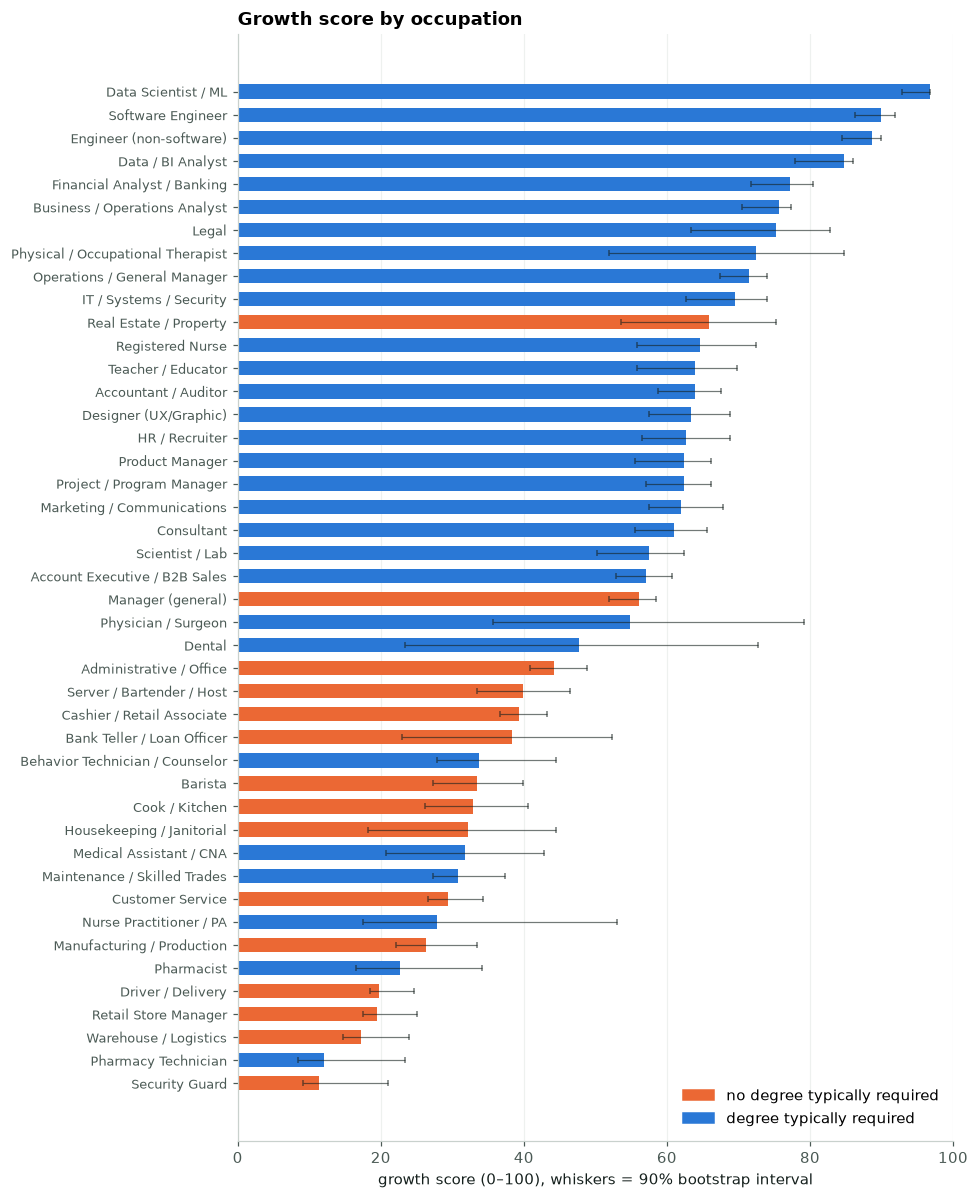 Growth score by occupation
Data Scientist / ML
Software Engineer
Engineer (non-software)
Data / BI Analyst
Financial Analyst / Banking
Business / Operations Analyst
Legal
Physical / Occupational Therapist
Operations / General Manager
IT / Systems / Security
Real Estate / Property
Registered Nurse
Teacher / Educator
Accountant / Auditor
Designer (UX/Graphic)
HR / Recruiter
Product Manager
Project / Program Manager
Marketing / Communications
Consultant
Scientist / Lab
Account Executive / B2B Sales
Manager (general)
Physician / Surgeon
Dental
Administrative / Office
Server / Bartender / Host
Cashier / Retail Associate
Bank Teller / Loan Officer
Behavior Technician / Counselor
Barista
Cook / Kitchen
Housekeeping / Janitorial
Medical Assistant / CNA
Maintenance / Skilled Trades
Customer Service
Nurse Practitioner / PA
Manufacturing / Production
Pharmacist
Driver / Delivery
Retail Store Manager
Warehouse / Logistics
Pharmacy Technician
Security Guard
no degree typically required
degree typically required
0 20 40 60 80 100
growth score (0–100), whiskers = 90% bootstrap interval